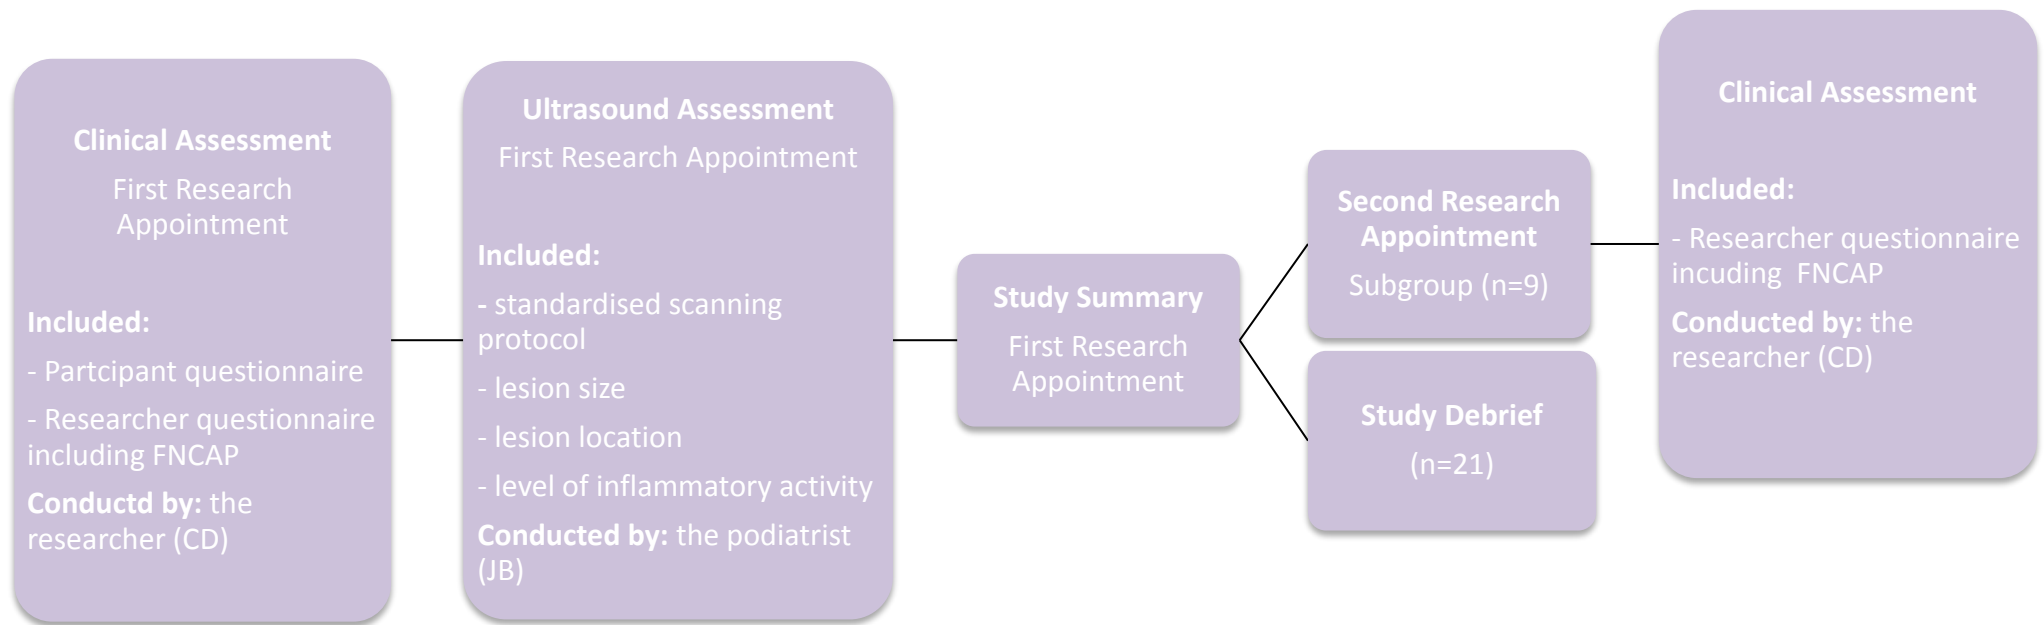 Clinical Assessment
First Research
Appointment
Included:
- Partcipant questionnaire
- Researcher questionnaire
including FNCAP
Conductd by: the
researcher (CD)
Ultrasound Assessment
First Research Appointment
Included:
- standardised scanning
protocol
- lesion size
- lesion location
- level of inflammatory activity
Conducted by: the podiatrist
(JB)
Study Summary
First Research
Appointment
Second Research
Appointment
Subgroup (n=9)
Study Debrief
(n=21)
Clinical Assessment
Included:
- Researcher questionnaire
incuding  FNCAP
Conducted by: the
researcher (CD)